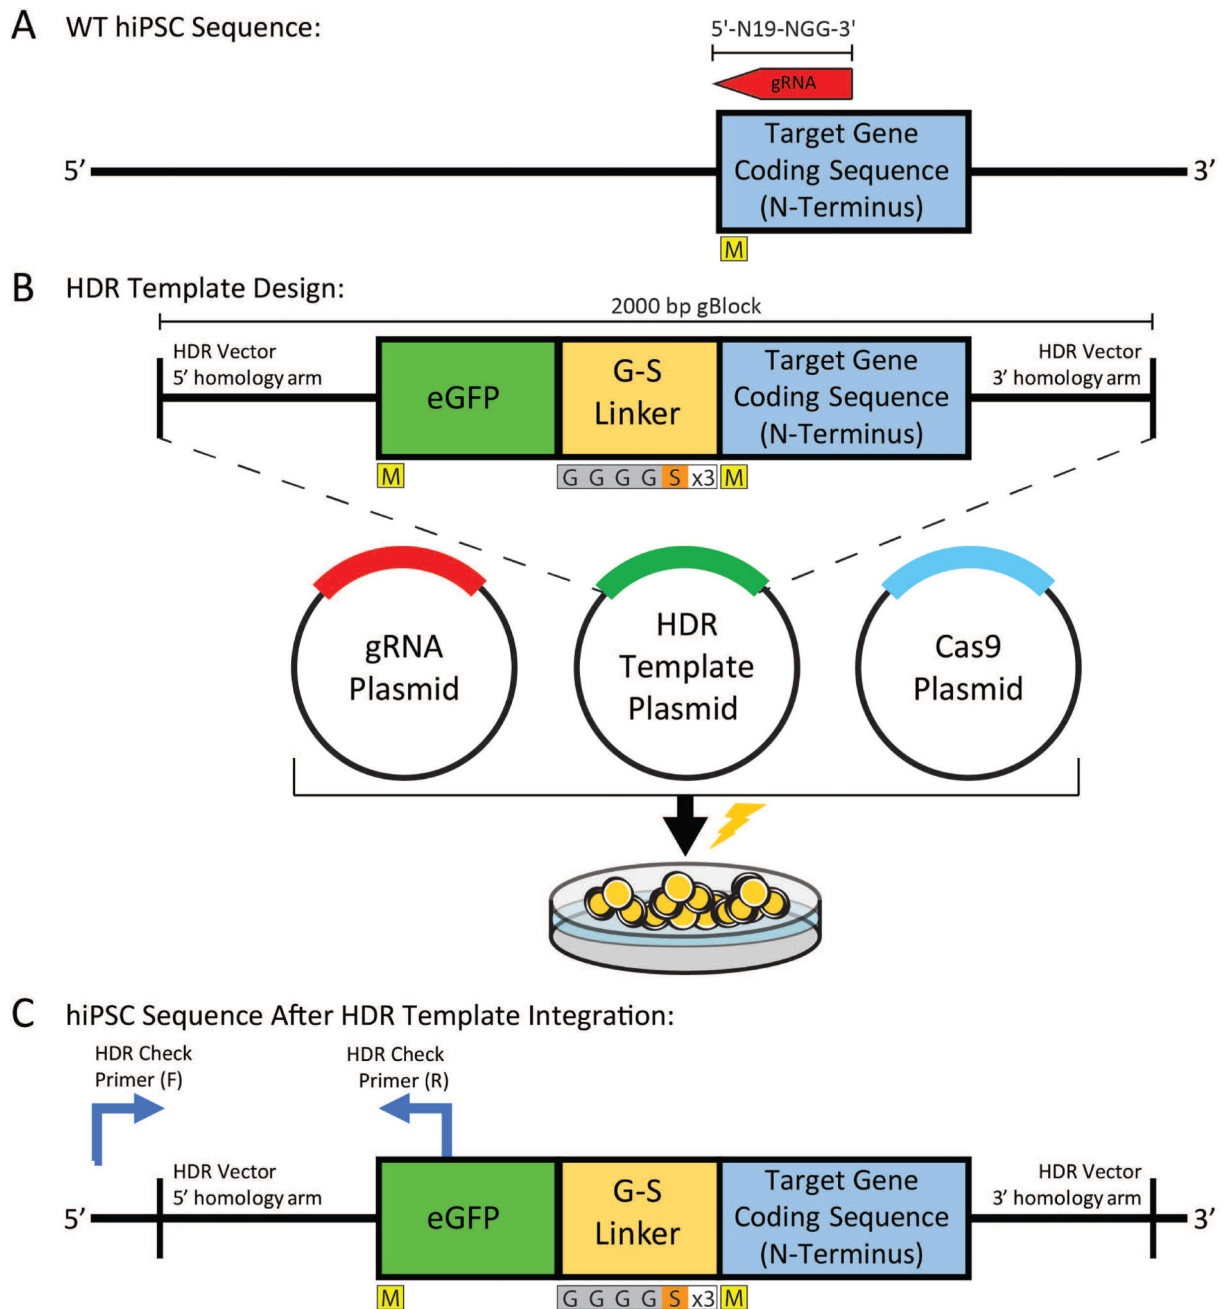 A WT hiPSC Sequence:
5'-N19-NGG-3'
gRNA
Target Gene
Coding Sequence
(N-Terminus)
5’ 3’
M
B HDR Template Design:
2000 bp gBlock
HDR Vector
5’ homology arm
eGFP
G-S
Linker
Target Gene
Coding Sequence
(N-Terminus)
HDR Vector
3’ homology arm
M
G G G G S x3 M
gRNA
Plasmid
HDR
Template
Plasmid
Cas9
Plasmid
C hiPSC Sequence After HDR Template Integration:
HDR Check
Primer (F)
HDR Check
Primer (R)
HDR Vector
5’ homology arm
5’
eGFP
G-S
Linker
Target Gene
Coding Sequence
(N-Terminus)
HDR Vector
3’ homology arm
3’
M
G G G G S x3 M